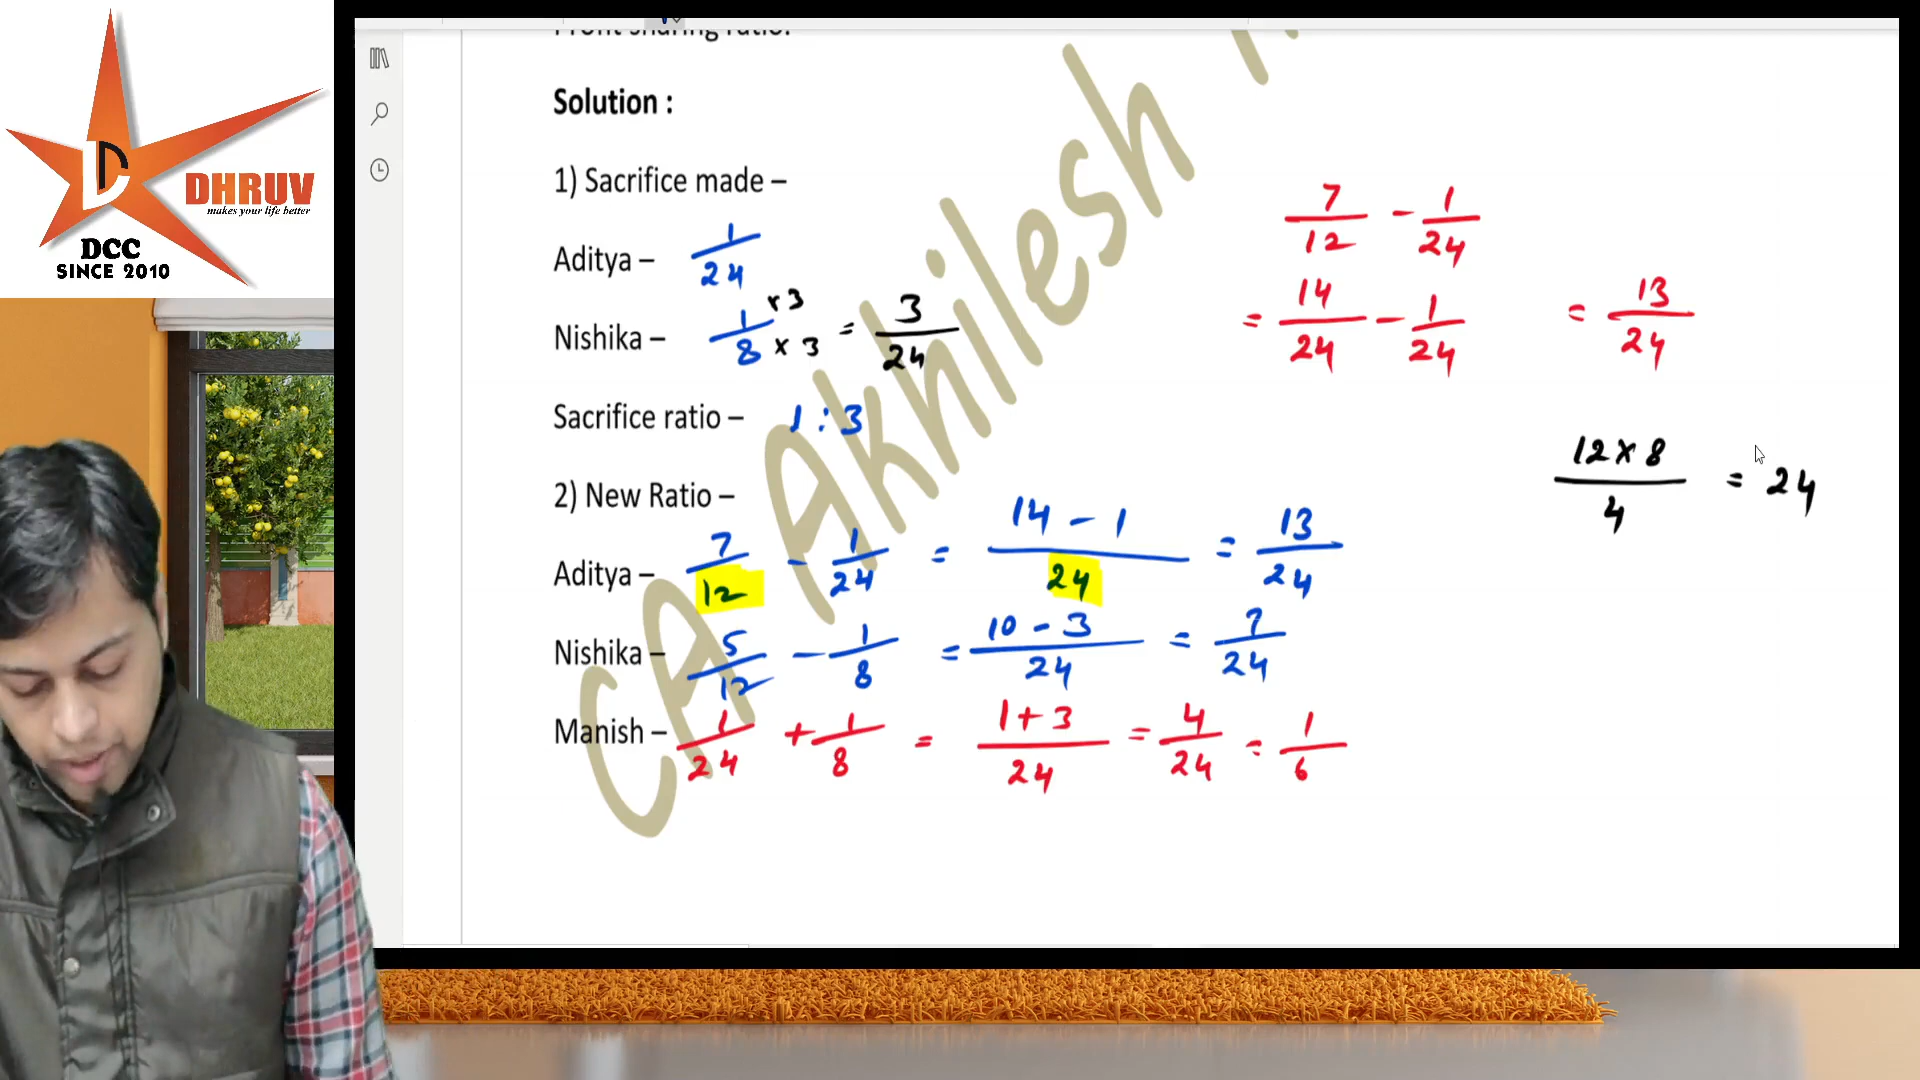 DHRUV
makes your life better
DCC
SINCE 2010
Profit sharing ratio.
Solution :
1) Sacrifice made –
Aditya – 1/24
Nishika – 1/8 × 3 × 3 = 3/24
Sacrifice ratio – 1 : 3
2) New Ratio –
Aditya – 7/12 - 1/24 = 14 - 1/24 = 13/24
Nishika – 5/12 - 1/8 = 10 - 3/24 = 7/24
Manish – 1/24 + 1/8 = 1 + 3/24 = 4/24 = 1/6
7/12 - 1/24
= 14/24 - 1/24 = 13/24
12 × 8/4 = 24
CA Akhilesh